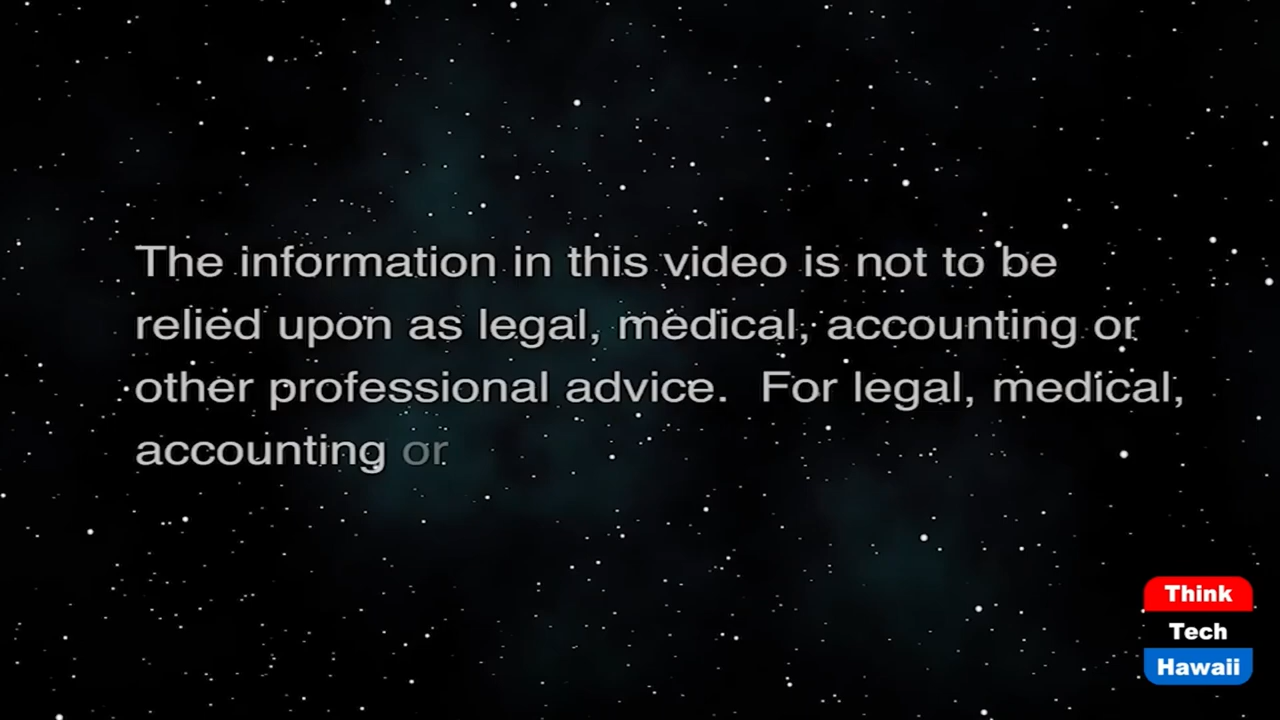 The information in this video is not to be
relied upon as legal, medical, accounting or
other professional advice.  For legal, medical,
accounting or
Think
Tech
Hawaii